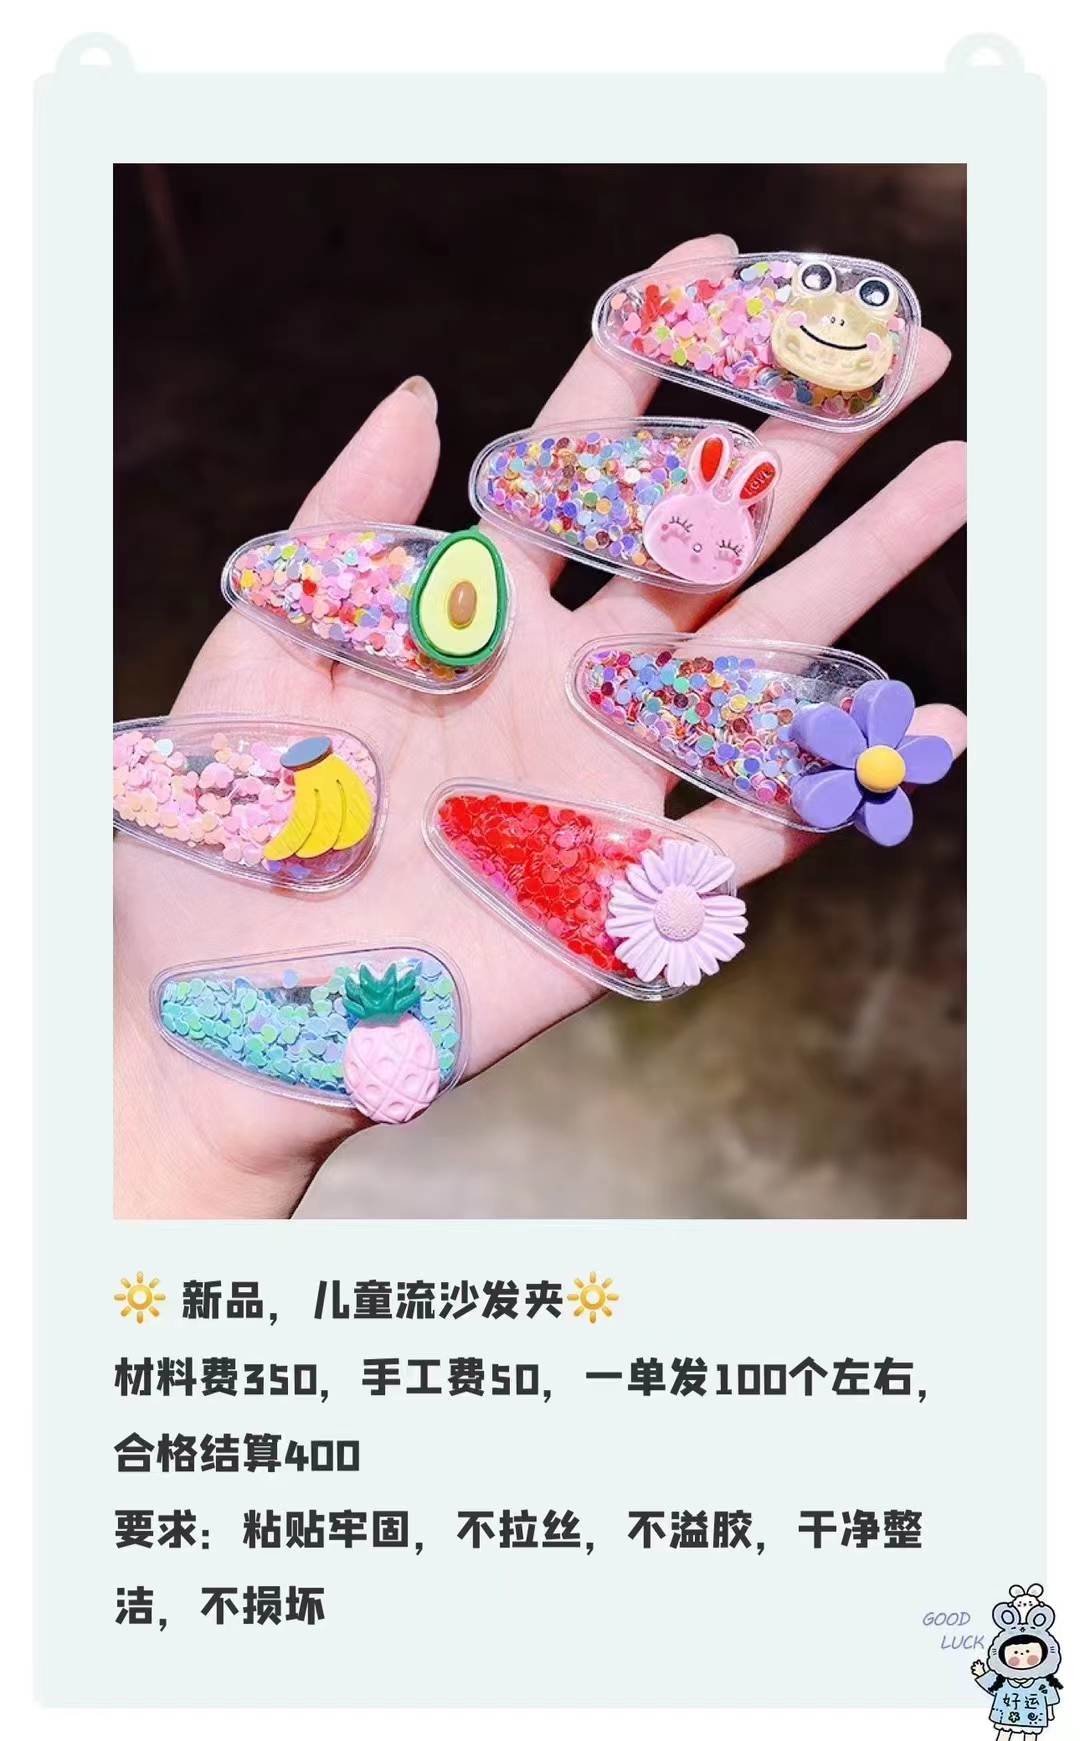 LOVE
🔆 新品，儿童流沙发夹🔆
材料费350，手工费50，一单发100个左右，
合格结算400
要求：粘贴牢固，不拉丝，不溢胶，干净整
洁，不损坏
GOOD
LUCK
好运